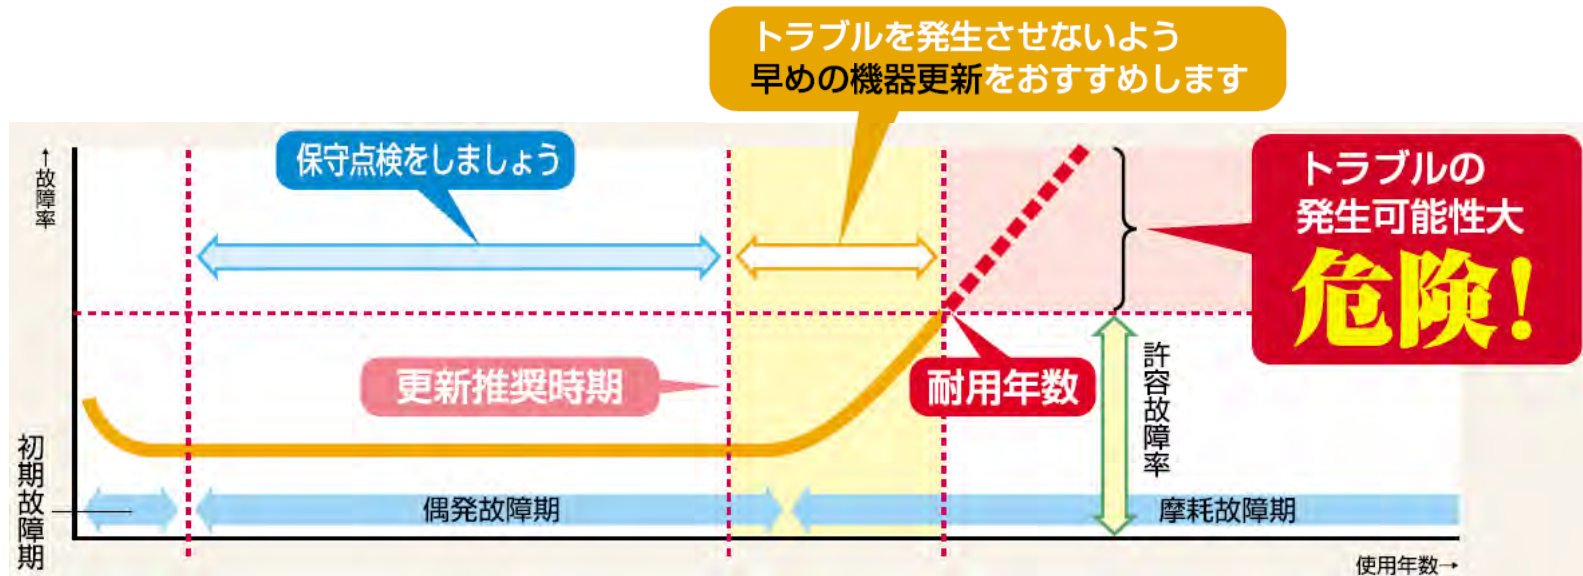 トラブルを発生させないよう
早めの機器更新をおすすめします
保守点検をしましょう
↑故障率
トラブルの
発生可能性大
危険!
更新推奨時期
耐用年数
許容故障率
初期故障期
偶発故障期
摩耗故障期
使用年数→